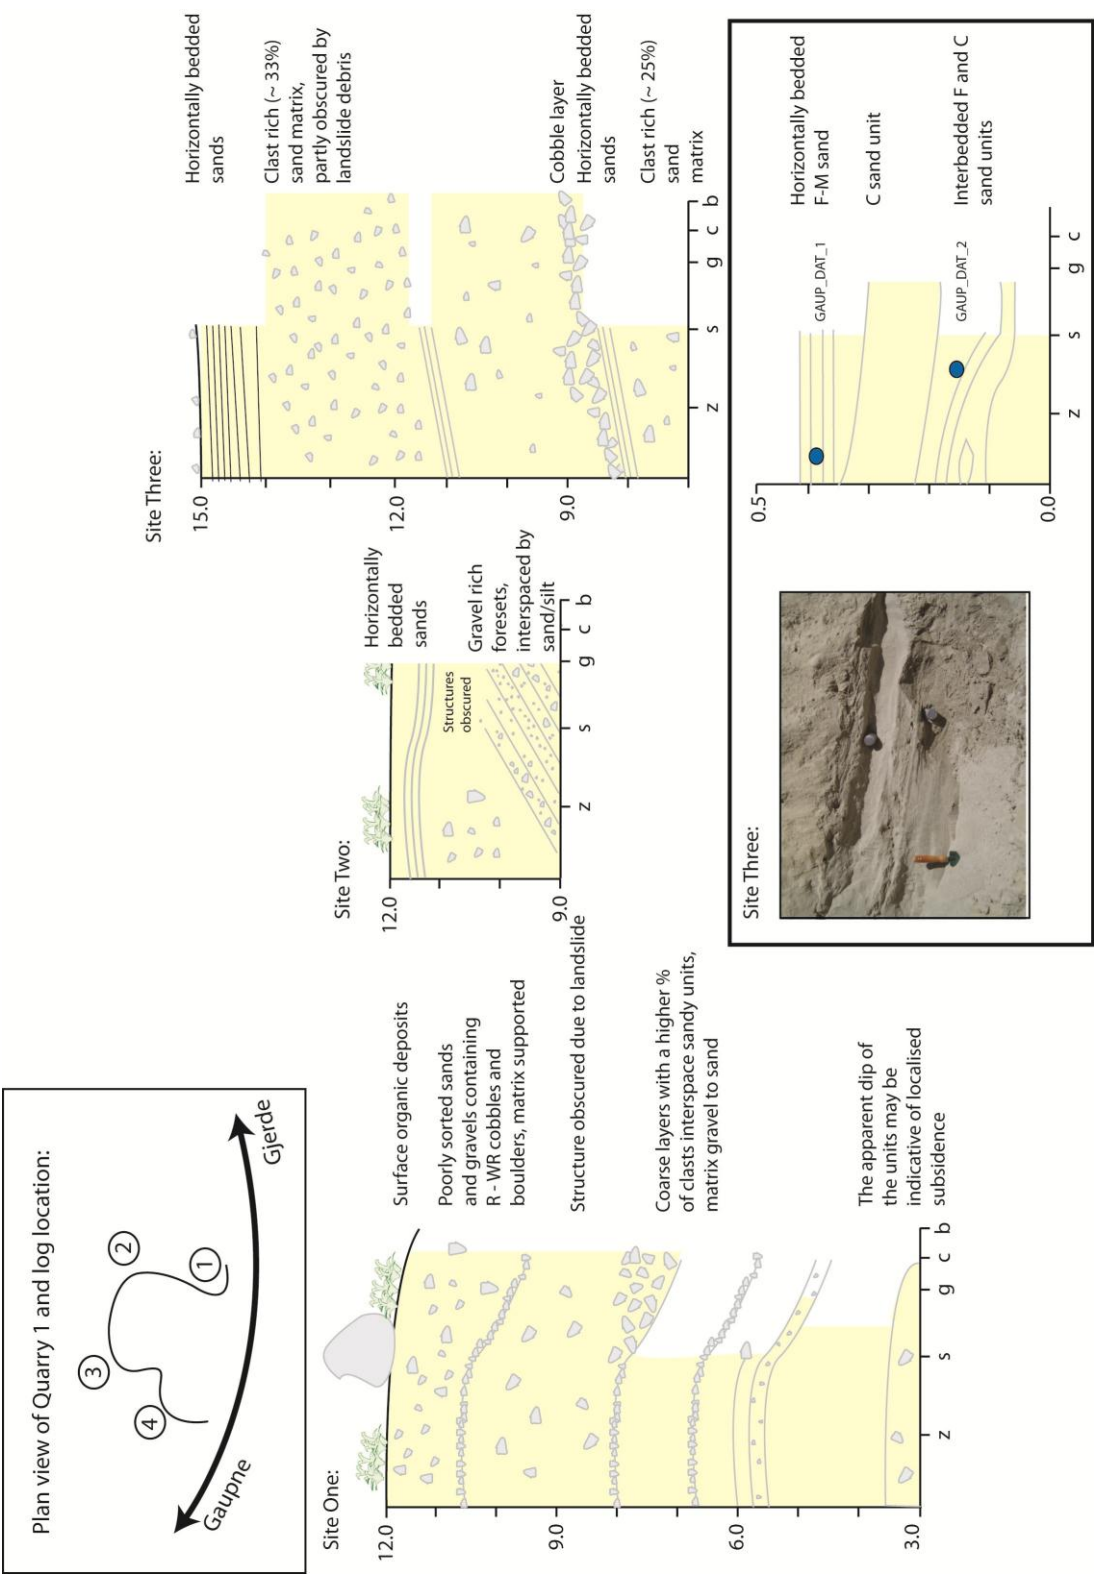 Plan view of Quarry 1 and log location:
1
2
3
4
Gaupne
Gjerde
Site One:
12.0
9.0
6.0
3.0
z
s
g
c
b
Surface organic deposits
Poorly sorted sands
and gravels containing
R - WR cobbles and
boulders, matrix supported
Structure obscured due to landslide
Coarse layers with a higher %
of clasts interspace sandy units,
matrix gravel to sand
The apparent dip of
the units may be
indicative of localised
subsidence
Site Two:
12.0
9.0
z
s
g
c
b
Structures
obscured
Horizontally
bedded
sands
Gravel rich
foresets,
interspaced by
sand/silt
Site Three:
15.0
12.0
9.0
z
s
g
c
b
Horizontally bedded
sands
Clast rich (~ 33%)
sand matrix,
partly obscured by
landslide debris
Cobble layer
Horizontally bedded
sands
Clast rich (~ 25%)
sand
matrix
Site Three:
0.5
0.0
z
s
g
c
GAUP_DAT_1
GAUP_DAT_2
Horizontally bedded
F-M sand
C sand unit
Interbedded F and C
sand units